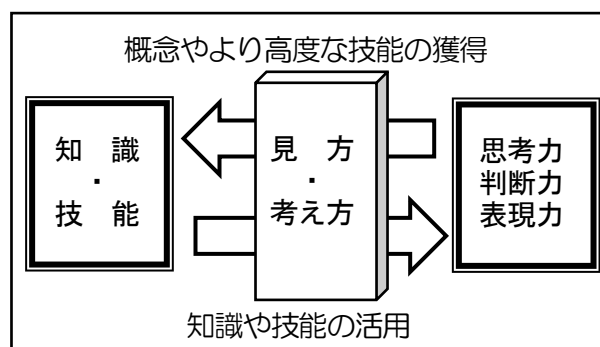 概念やより高度な技能の獲得
知　識
・
技　能
見　方
・
考え方
思考力
判断力
表現力
知識や技能の活用